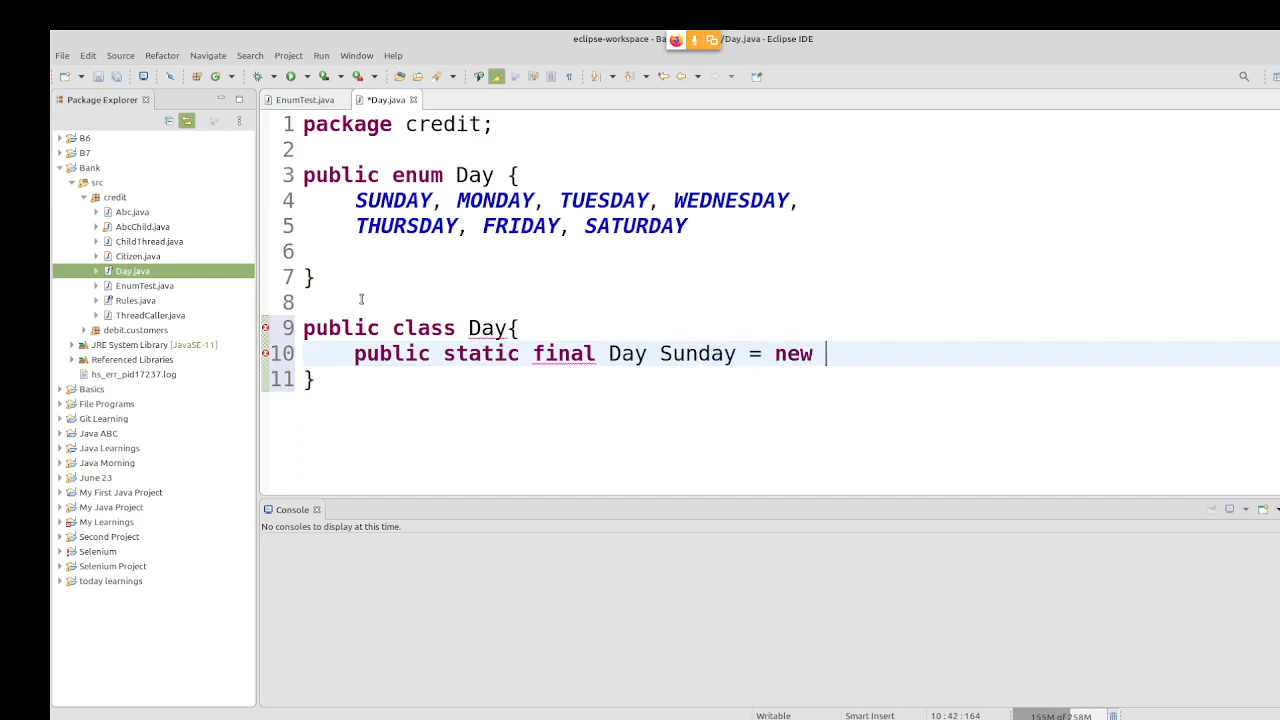 eclipse-workspace - Ba /Day.java - Eclipse IDE
File Edit Source Refactor Navigate Search Project Run Window Help
Package Explorer
EnumTest.java
*Day.java
B6
B7
Bank
src
credit
Abc.java
AbcChild.java
ChildThread.java
Citizen.java
Day.java
EnumTest.java
Rules.java
ThreadCaller.java
debit.customers
JRE System Library [JavaSE-11]
Referenced Libraries
hs_err_pid17237.log
Basics
File Programs
Git Learning
Java ABC
Java Learnings
Java Morning
June 23
My First Java Project
My Java Project
My Learnings
Second Project
Selenium
Selenium Project
today learnings
1 package credit;
2
3 public enum Day {
4 SUNDAY, MONDAY, TUESDAY, WEDNESDAY,
5 THURSDAY, FRIDAY, SATURDAY
6
7 }
8
9 public class Day{
10 public static final Day Sunday = new
11 }
Console
No consoles to display at this time.
Writable Smart Insert 10 : 42 : 164 155M of 258M